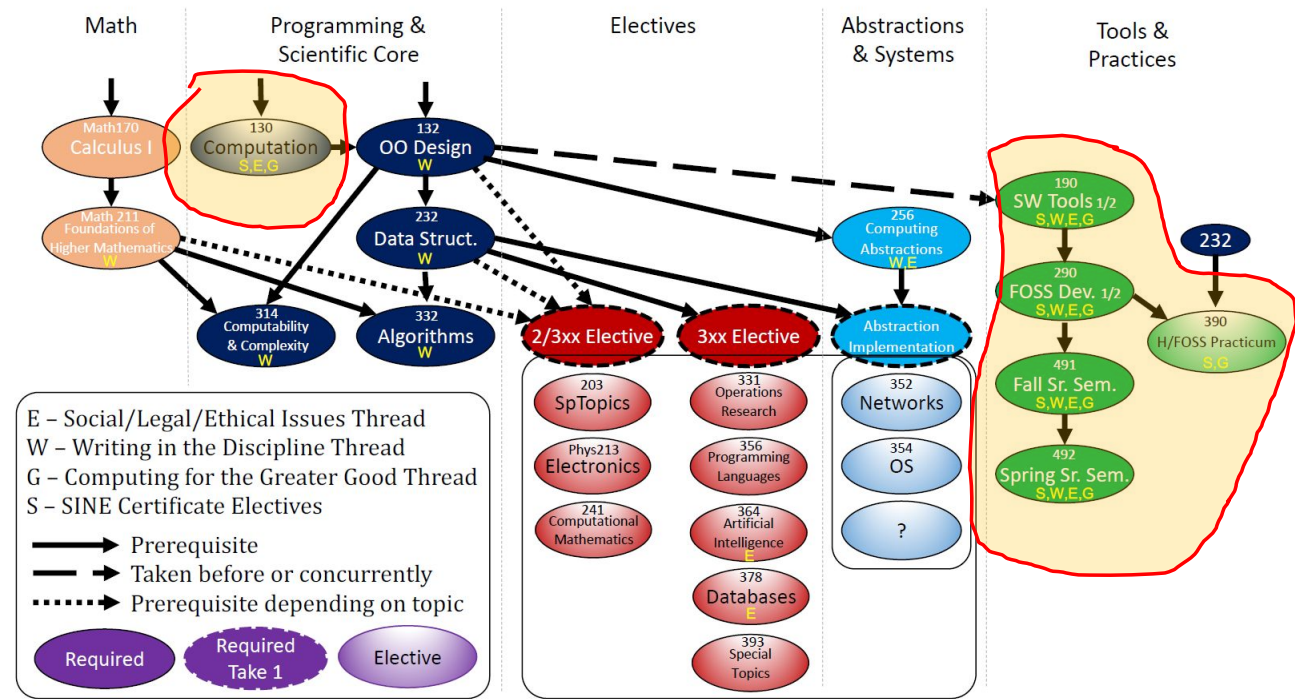 Math
Programming &
Scientific Core
Electives
Abstractions
& Systems
Tools &
Practices
Math170
Calculus I
130
Computation
S,E,G
132
OO Design
W
190
SW Tools 1/2
S,W,E,G
Math 211
Foundations of
Higher Mathematics
W
232
Data Struct.
W
256
Computing
Abstractions
W,E
232
290
FOSS Dev. 1/2
S,W,E,G
314
Computability
& Complexity
W
332
Algorithms
W
2/3xx Elective
3xx Elective
Abstraction
Implementation
390
H/FOSS Practicum
S,G
203
SpTopics
331
Operations
Research
352
Networks
491
Fall Sr. Sem.
S,W,E,G
Phys213
Electronics
356
Programming
Languages
354
OS
492
Spring Sr. Sem.
S,W,E,G
241
Computational
Mathematics
364
Artificial
Intelligence
E
?
378
Databases
E
393
Special
Topics
E – Social/Legal/Ethical Issues Thread
W – Writing in the Discipline Thread
G – Computing for the Greater Good Thread
S – SINE Certificate Electives
Prerequisite
Taken before or concurrently
Prerequisite depending on topic
Required
Required
Take 1
Elective